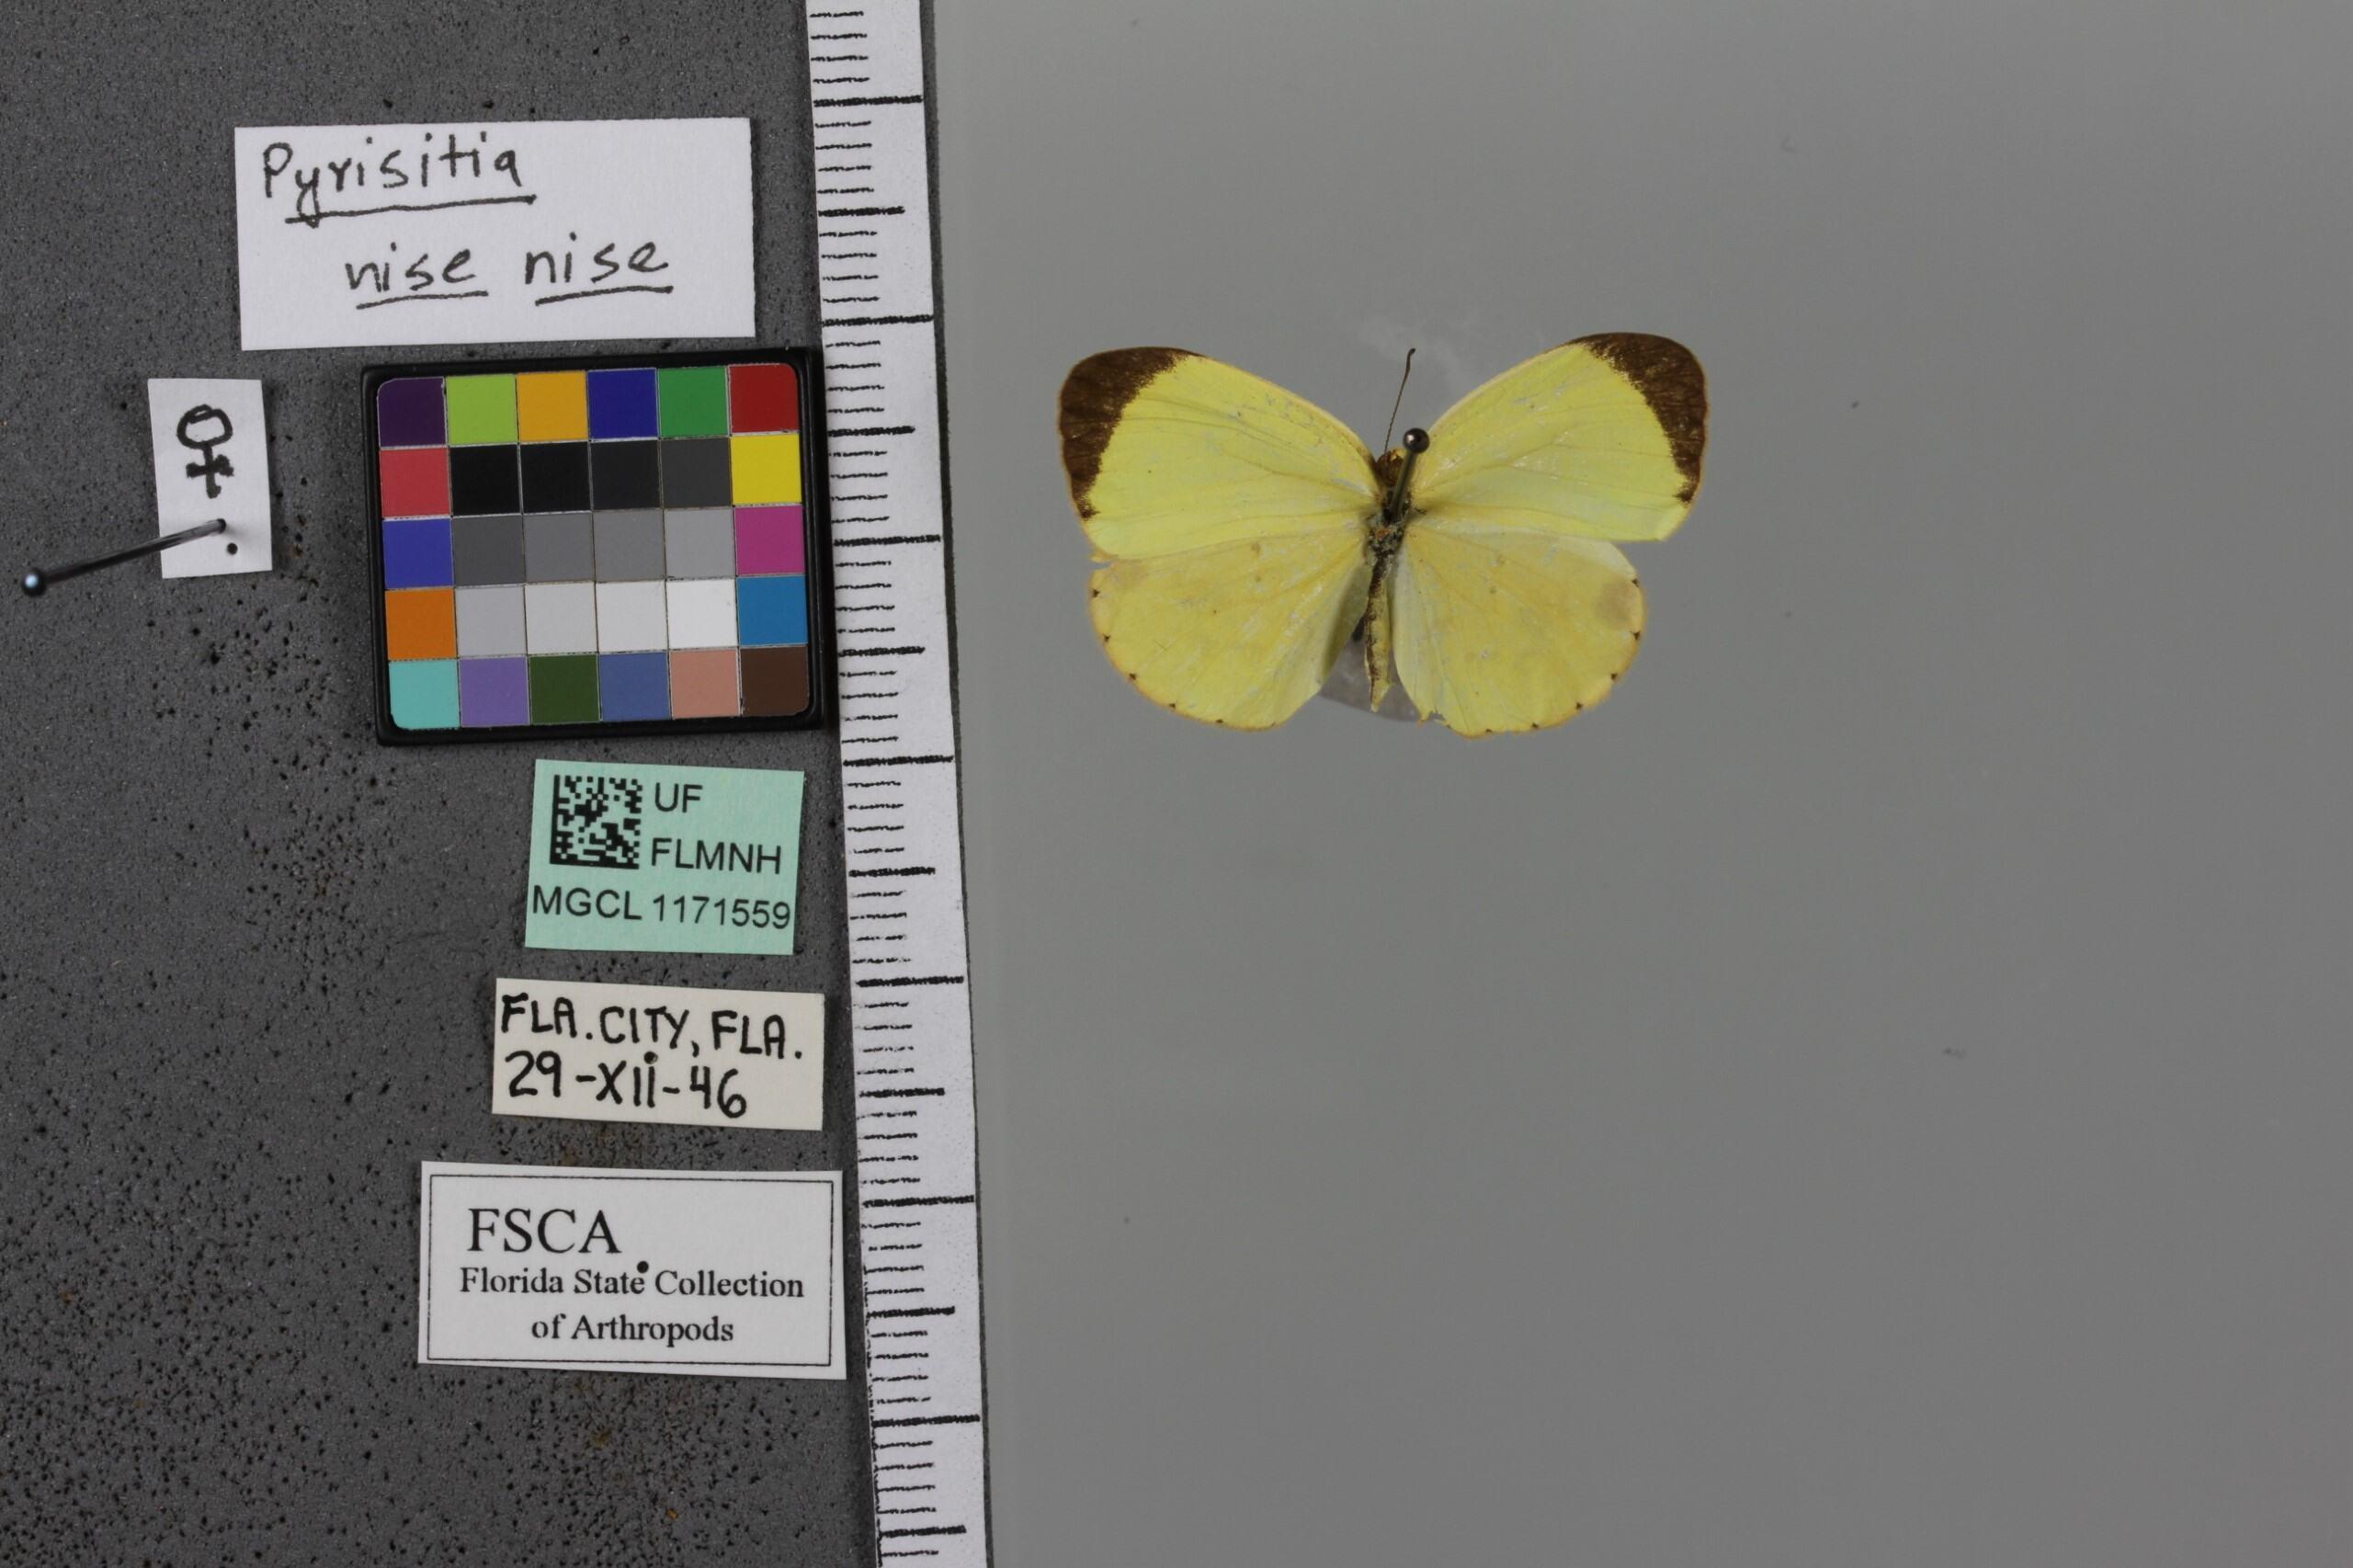 Pyrisitia
nise nise
♀
UF
FLMNH
MGCL 1171559
FLA. CITY, FLA.
29-XII-46
FSCA
Florida State Collection
of Arthropods